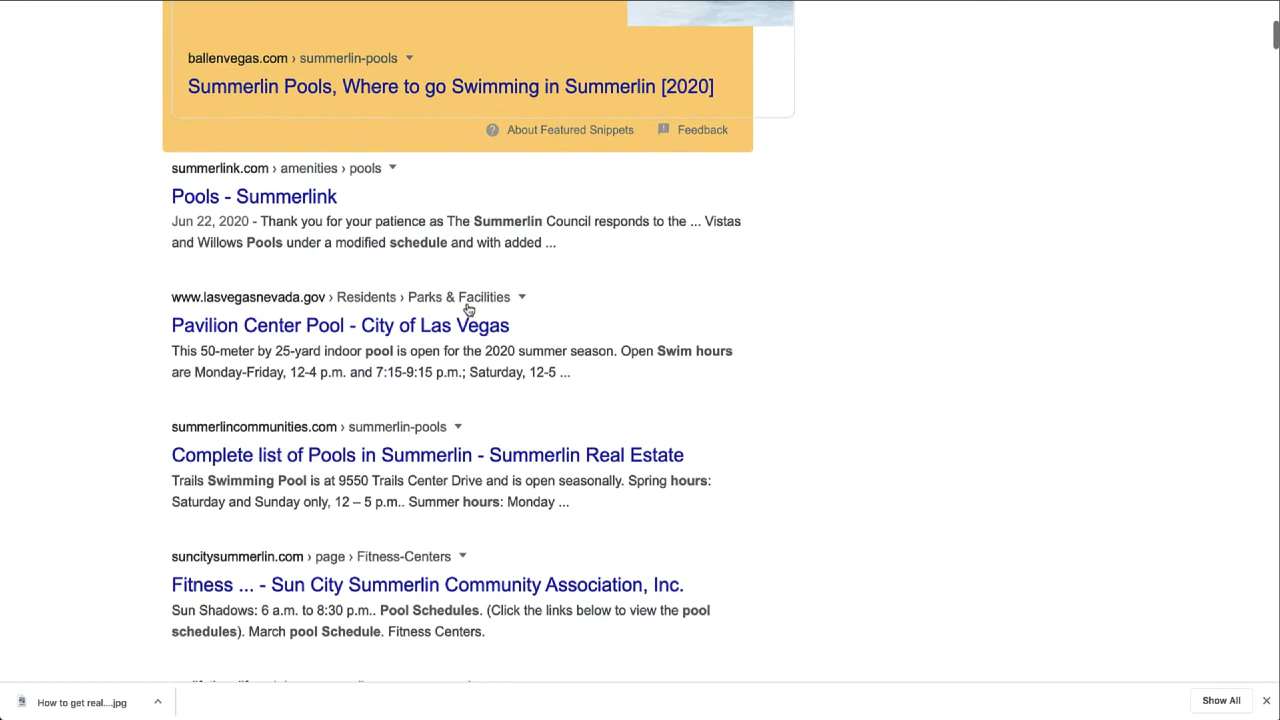 ballenvegas.com › summerlin-pools
Summerlin Pools, Where to go Swimming in Summerlin [2020]
About Featured Snippets Feedback
summerlink.com › amenities › pools
Pools - Summerlink
Jun 22, 2020 - Thank you for your patience as The Summerlin Council responds to the ... Vistas
and Willows Pools under a modified schedule and with added ...
www.lasvegasnevada.gov › Residents › Parks & Facilities
Pavilion Center Pool - City of Las Vegas
This 50-meter by 25-yard indoor pool is open for the 2020 summer season. Open Swim hours
are Monday-Friday, 12-4 p.m. and 7:15-9:15 p.m.; Saturday, 12-5 ...
summerlincommunities.com › summerlin-pools
Complete list of Pools in Summerlin - Summerlin Real Estate
Trails Swimming Pool is at 9550 Trails Center Drive and is open seasonally. Spring hours:
Saturday and Sunday only, 12 – 5 p.m.. Summer hours: Monday ...
suncitysummerlin.com › page › Fitness-Centers
Fitness ... - Sun City Summerlin Community Association, Inc.
Sun Shadows: 6 a.m. to 8:30 p.m.. Pool Schedules. (Click the links below to view the pool
schedules). March pool Schedule. Fitness Centers.
How to get real....jpg
Show All